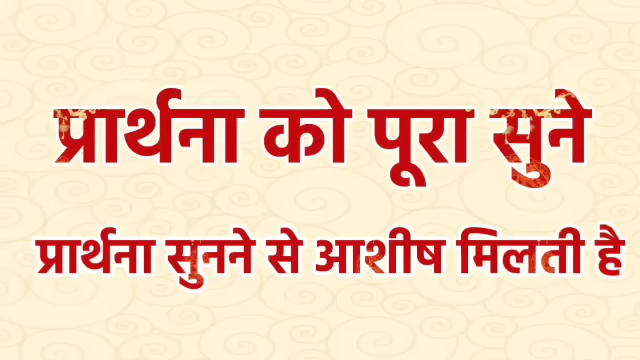 प्रार्थना को पूरा सुने
प्रार्थना सुनने से आशीष मिलती है